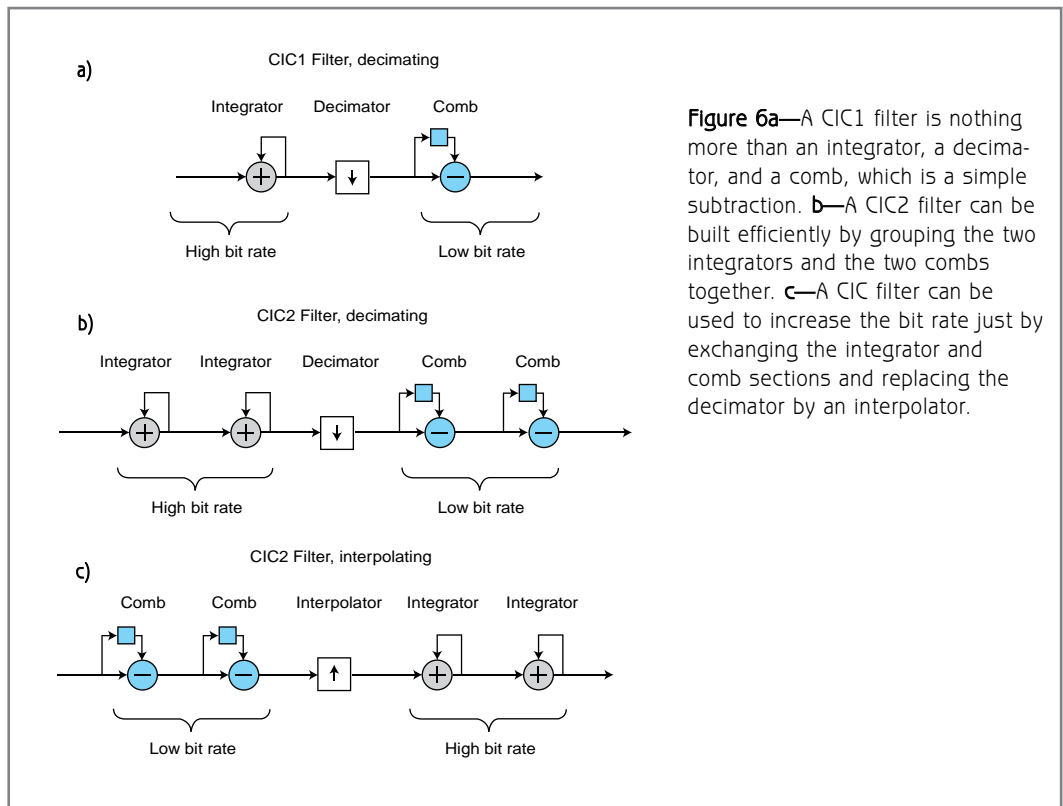 a)
CIC1 Filter, decimating
Integrator Decimator Comb
+ ↓ −
High bit rate Low bit rate
b)
CIC2 Filter, decimating
Integrator Integrator Decimator Comb Comb
+ + ↓ − −
High bit rate Low bit rate
c)
CIC2 Filter, interpolating
Comb Comb Interpolator Integrator Integrator
− − ↑ + +
Low bit rate High bit rate
Figure 6a—A CIC1 filter is nothing
more than an integrator, a decima-
tor, and a comb, which is a simple
subtraction. b—A CIC2 filter can be
built efficiently by grouping the two
integrators and the two combs
together. c—A CIC filter can be
used to increase the bit rate just by
exchanging the integrator and
comb sections and replacing the
decimator by an interpolator.